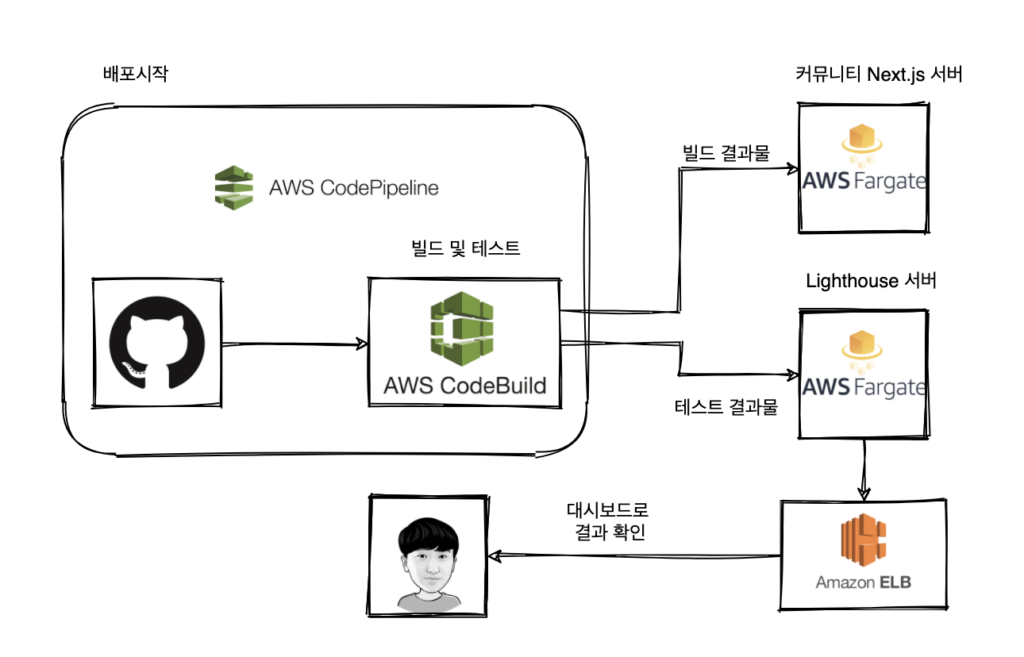 배포시작
커뮤니티 Next.js 서버
AWS CodePipeline
빌드 결과물
AWS Fargate
빌드 및 테스트
Lighthouse 서버
AWS CodeBuild
AWS Fargate
테스트 결과물
대시보드로
결과 확인
Amazon ELB